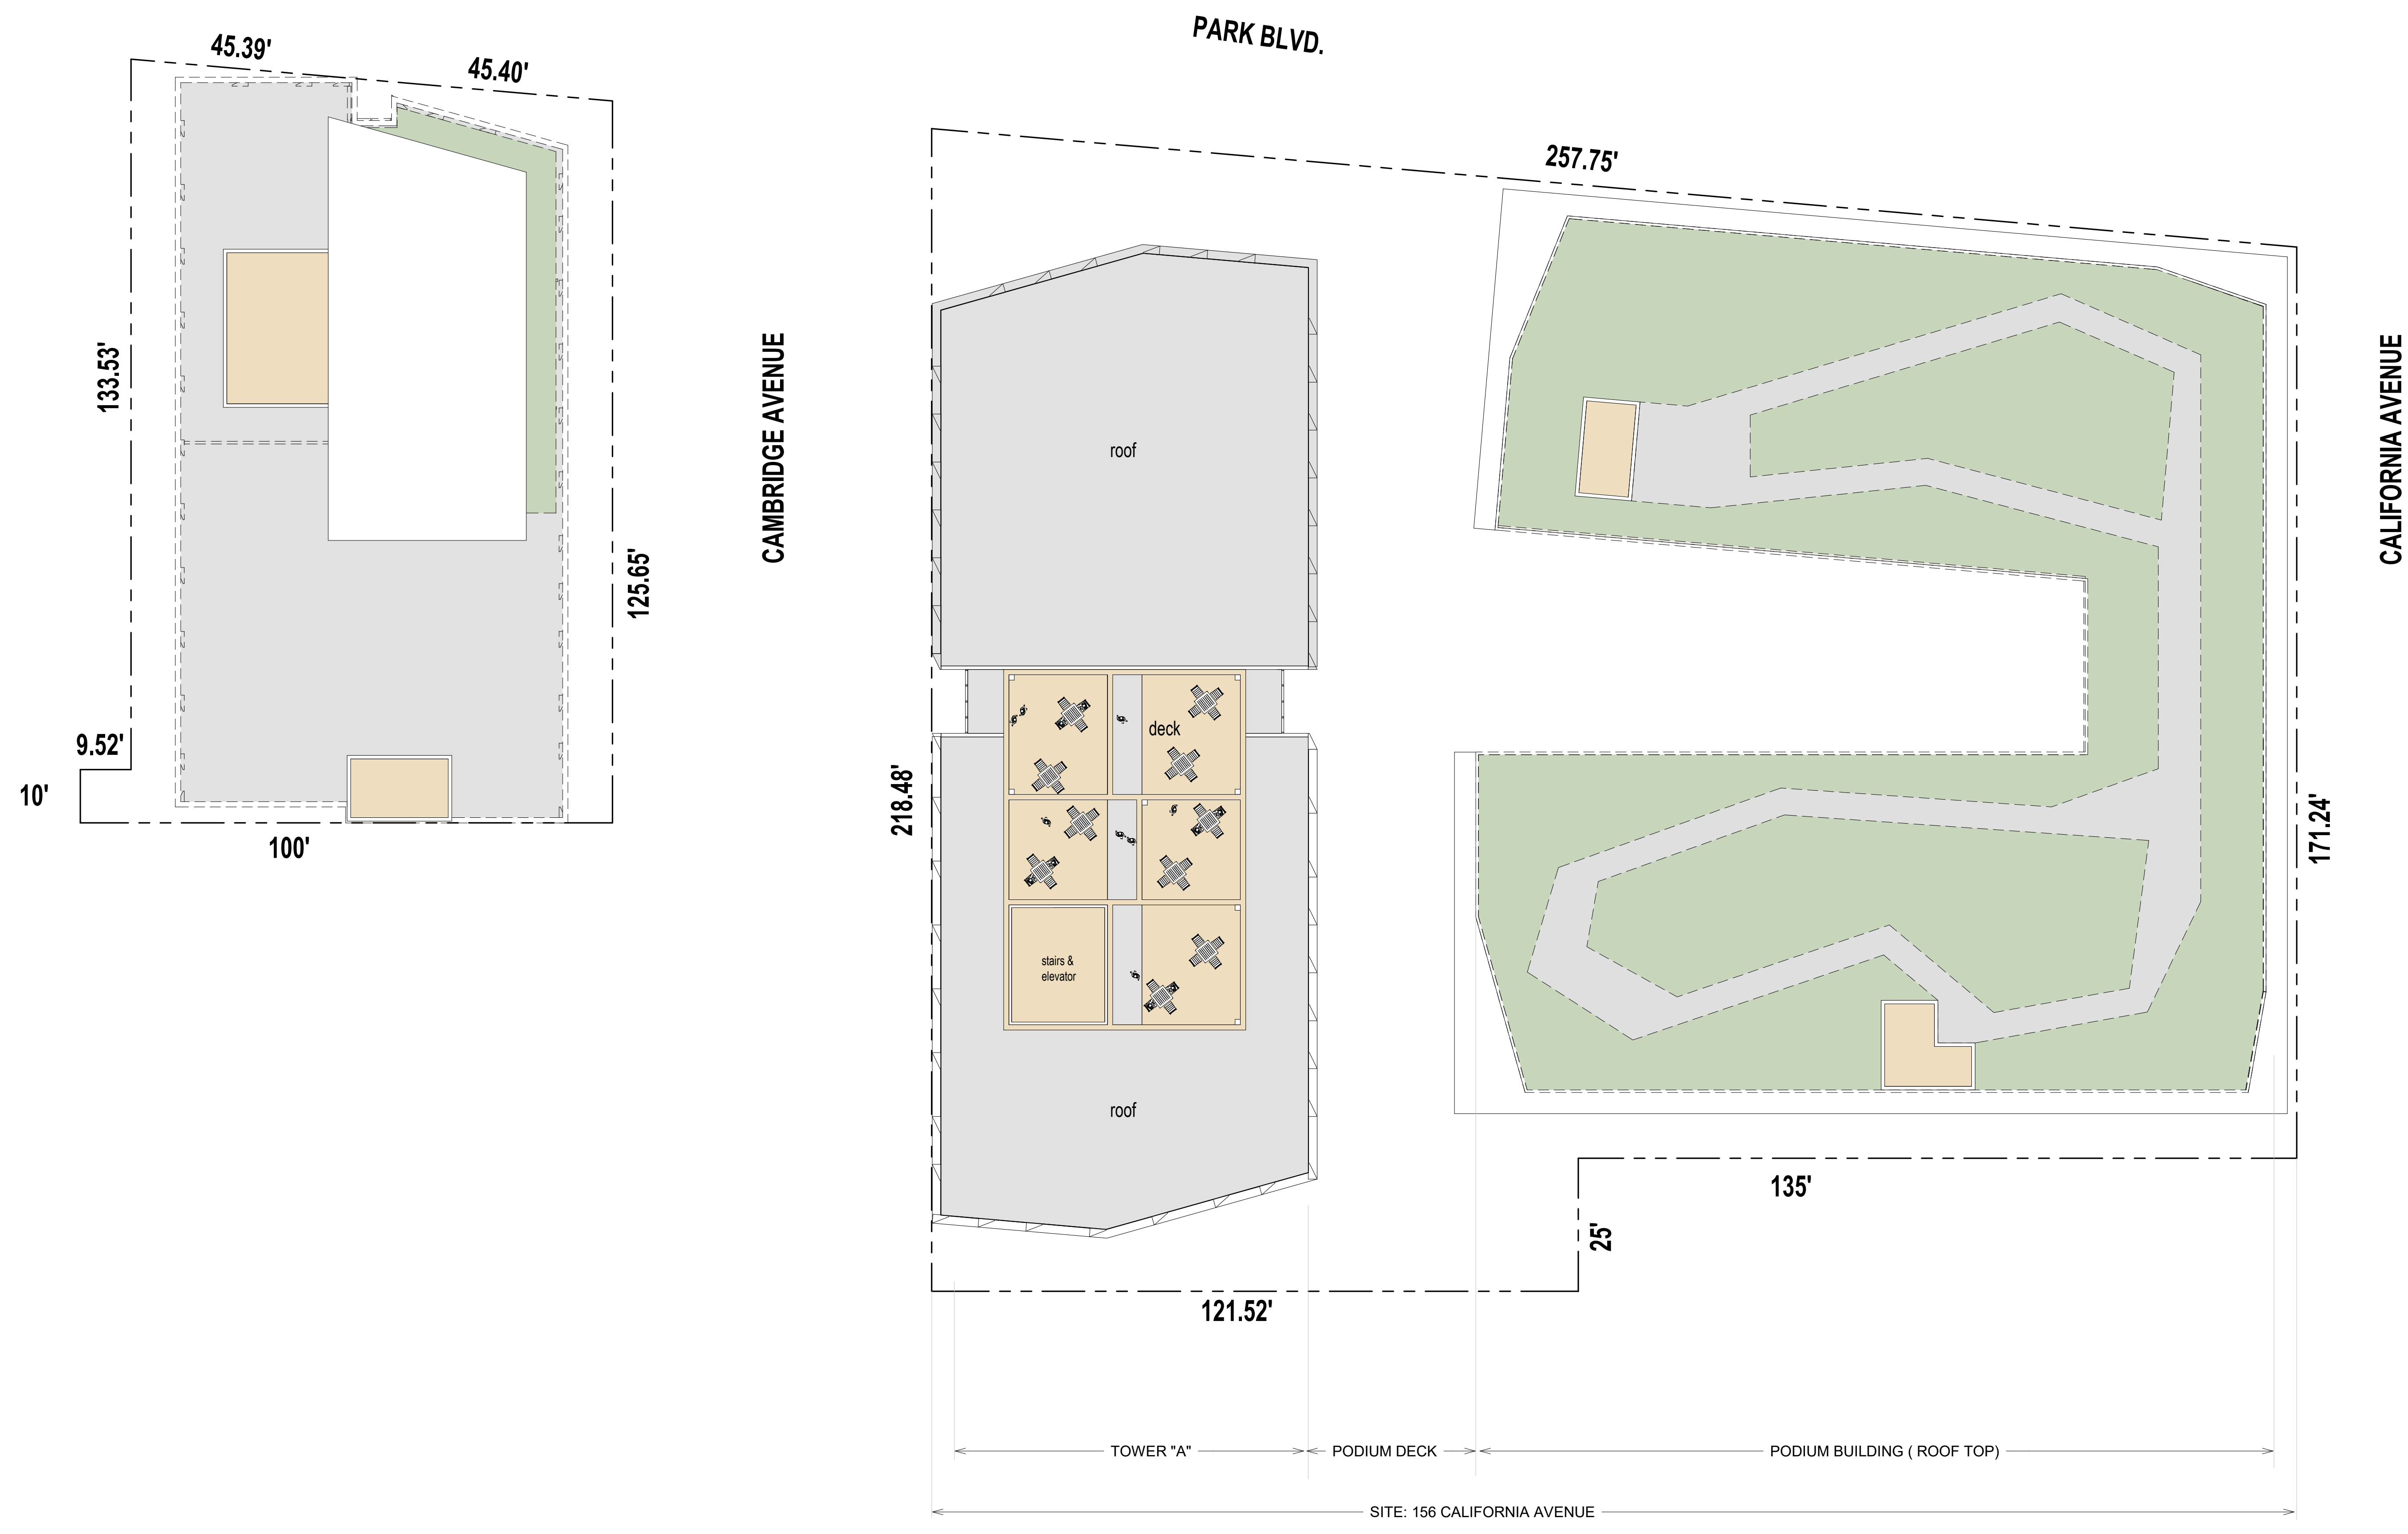 PARK BLVD.
45.39'
45.40'
257.75'
133.53'
CAMBRIDGE AVENUE
CALIFORNIA AVENUE
roof
125.65'
9.52'
10'
100'
deck
218.48'
171.24'
stairs &
elevator
roof
135'
25'
121.52'
TOWER "A"
PODIUM DECK
PODIUM BUILDING ( ROOF TOP)
SITE: 156 CALIFORNIA AVENUE